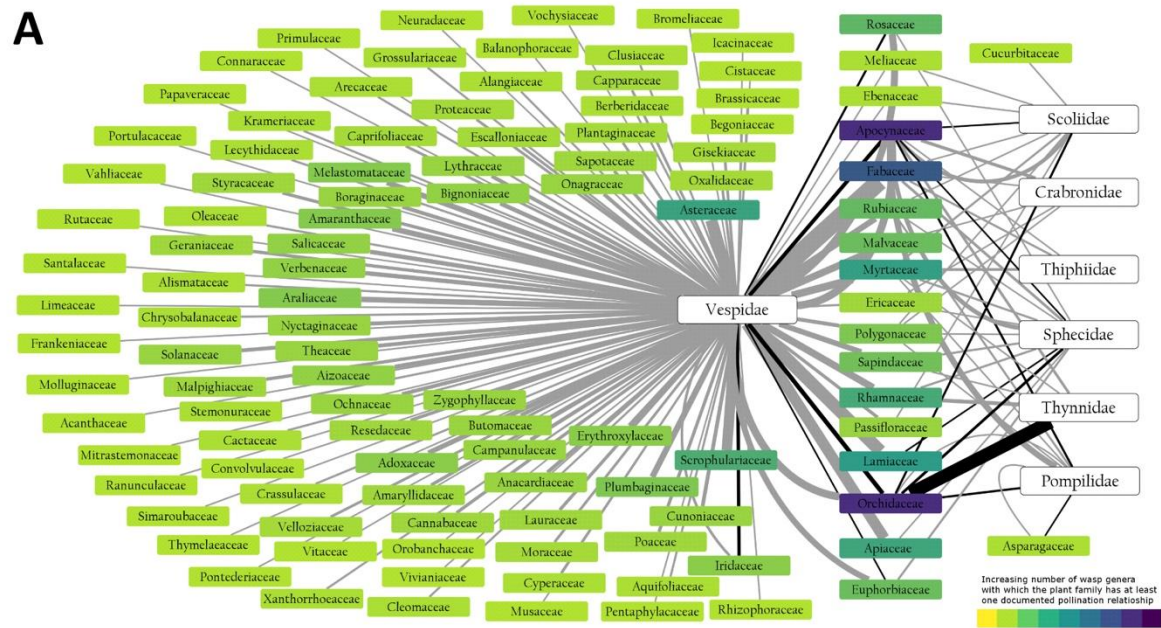 A
Neuradaceae
Vochysiaceae
Bromeliaceae
Rosaceae
Primulaceae
Balanophoraceae
Icacinaceae
Cucurbitaceae
Connaraceae
Grossulariaceae
Clusiaceae
Meliaceae
Alangiaceae
Capparaceae
Cistaceae
Papaveraceae
Arecaceae
Proteaceae
Berberidaceae
Brassicaceae
Ebenaceae
Krameriaceae
Caprifoliaceae
Escalloniaceae
Plantaginaceae
Begoniaceae
Apocynaceae
Scoliidae
Portulacaceae
Lecythidaceae
Sapotaceae
Gisekiaceae
Vahliaceae
Melastomataceae
Lythraceae
Fabaceae
Styracaceae
Boraginaceae
Bignoniaceae
Onagraceae
Oxalidaceae
Crabronidae
Rutaceae
Oleaceae
Amaranthaceae
Asteraceae
Rubiaceae
Geraniaceae
Salicaceae
Malvaceae
Santalaceae
Verbenaceae
Myrtaceae
Thiphiidae
Alismataceae
Limeaceae
Araliaceae
Vespidae
Ericaceae
Chrysobalanaceae
Nyctaginaceae
Polygonaceae
Sphecidae
Frankeniaceae
Solanaceae
Theaceae
Sapindaceae
Molluginaceae
Malpighiaceae
Aizoaceae
Rhamnaceae
Thynnidae
Acanthaceae
Stemonuraceae
Ochnaceae
Zygophyllaceae
Passifloraceae
Cactaceae
Resedaceae
Butomaceae
Erythroxylaceae
Mitrastemonaceae
Convolvulaceae
Adoxaceae
Campanulaceae
Scrophulariaceae
Lamiaceae
Pompilidae
Ranunculaceae
Crassulaceae
Amaryllidaceae
Anacardiaceae
Plumbaginaceae
Orchidaceae
Simaroubaceae
Velloziaceae
Cannabaceae
Lauraceae
Cunoniaceae
Thymelaeaceae
Vitaceae
Orobanchaceae
Moraceae
Poaceae
Apiaceae
Asparagaceae
Pontederiaceae
Vivianiaceae
Cyperaceae
Iridaceae
Euphorbiaceae
Xanthorrhoeaceae
Cleomaceae
Musaceae
Aquifoliaceae
Pentaphylaceae
Rhizophoraceae
Increasing number of wasp genera
with which the plant family has at least
one documented pollination relatioship